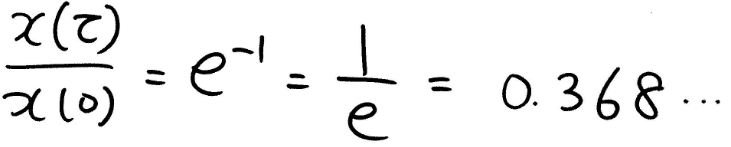 x(τ)/x(0) = e⁻¹ = 1/e = 0.368...